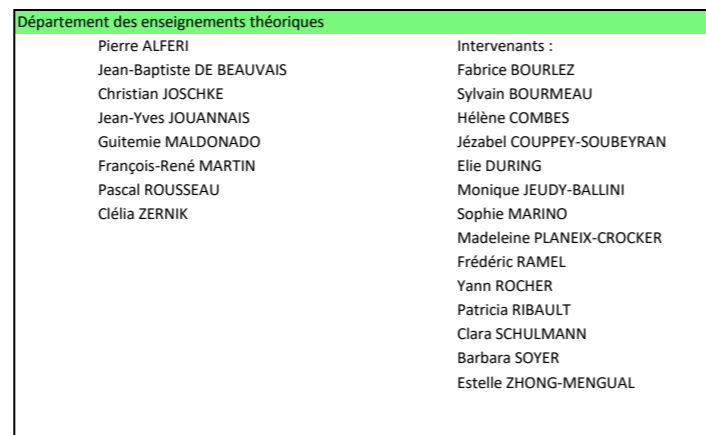 Département des enseignements théoriques
Pierre ALFERI
Jean-Baptiste DE BEAUVAIS
Christian JOSCHKE
Jean-Yves JOUANNAIS
Guitemie MALDONADO
François-René MARTIN
Pascal ROUSSEAU
Clélia ZERNIK
Intervenants :
Fabrice BOURLEZ
Sylvain BOURMEAU
Hélène COMBES
Jézabel COUPPEY-SOUBEYRAN
Elie DURING
Monique JEUDY-BALLINI
Sophie MARINO
Madeleine PLANEIX-CROCKER
Frédéric RAMEL
Yann ROCHER
Patricia RIBAULT
Clara SCHULMANN
Barbara SOYER
Estelle ZHONG-MENGUAL